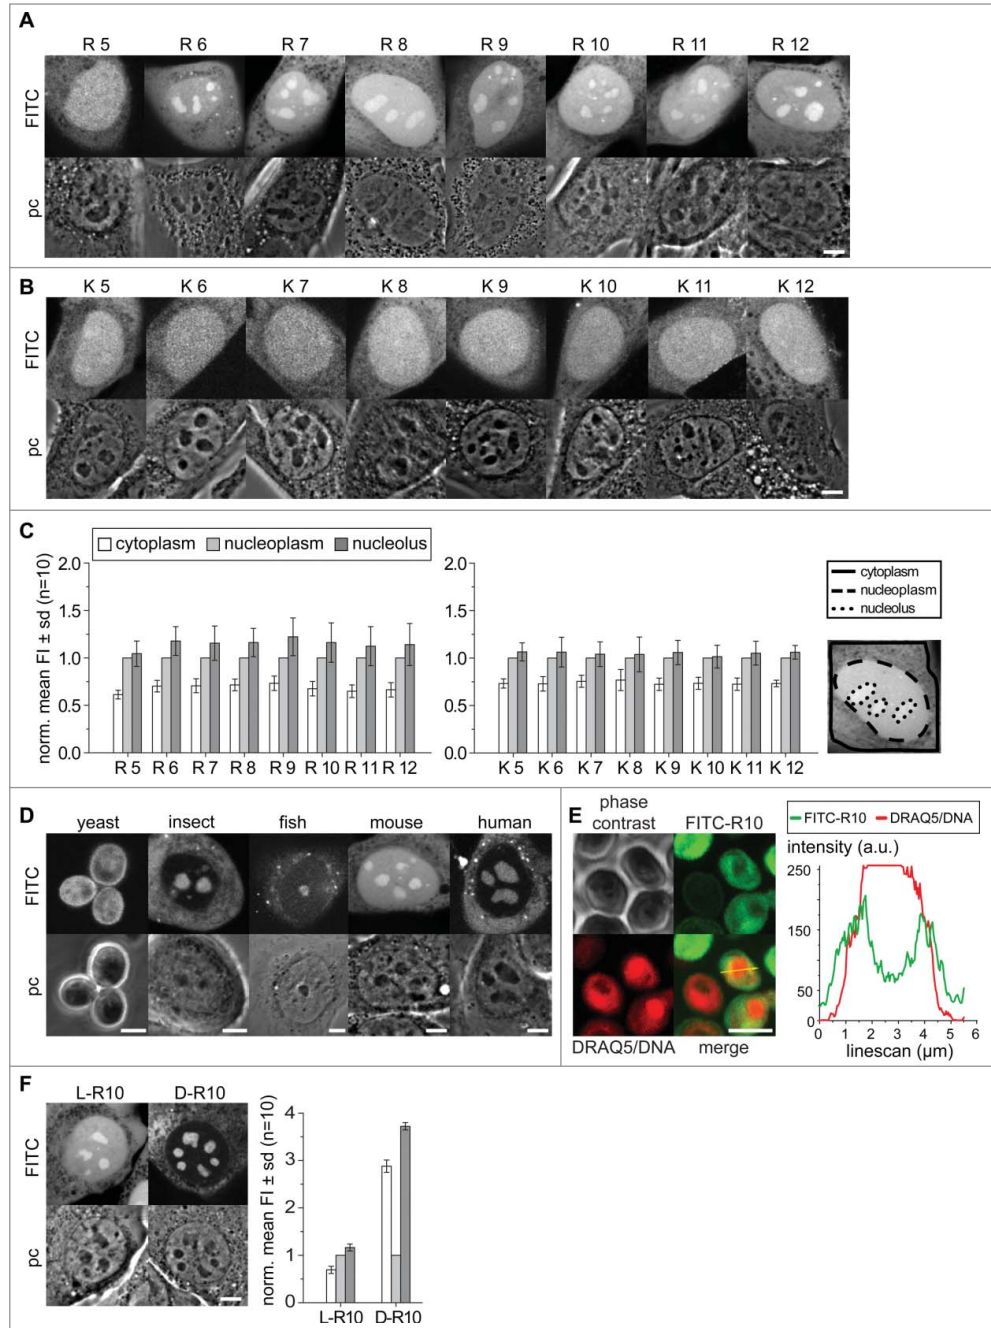 A
R 5 R 6 R 7 R 8 R 9 R 10 R 11 R 12
FITC
pc
B
K 5 K 6 K 7 K 8 K 9 K 10 K 11 K 12
FITC
pc
C
cytoplasm nucleoplasm nucleolus
norm. mean FI ± sd (n=10)
2.0
1.5
1.0
0.5
0.0
R 5 R 6 R 7 R 8 R 9 R 10 R 11 R 12
2.0
1.5
1.0
0.5
0.0
K 5 K 6 K 7 K 8 K 9 K 10 K 11 K 12
cytoplasm
nucleoplasm
nucleolus
D
yeast insect fish mouse human
FITC
pc
E
phase
contrast
FITC-R10
DRAQ5/DNA
merge
FITC-R10 DRAQ5/DNA
intensity (a.u.)
250
150
50
0
0 1 2 3 4 5 6
linescan (µm)
F
L-R10 D-R10
FITC
pc
norm. mean FI ± sd (n=10)
4
3
2
1
0
L-R10 D-R10